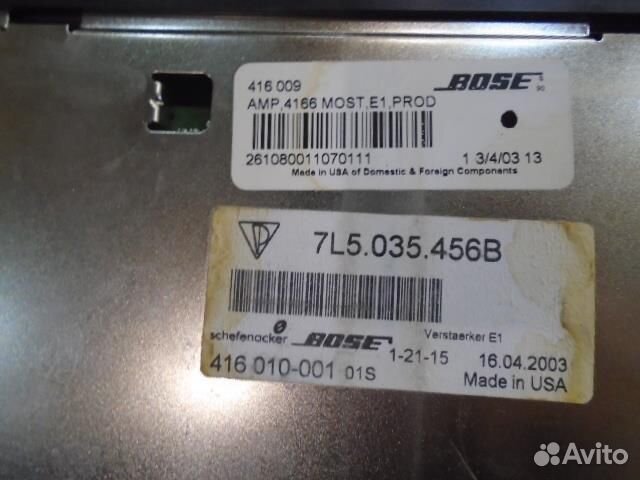 416 009
BOSE
AMP,4166 MOST,E1,PROD
261080011070111
1 3/4/03 13
Made in USA of Domestic & Foreign Components
7L5.035.456B
schefenacker
BOSE
Verstaerker E1
416 010-001 01S
1-21-15
16.04.2003
Made in USA
Avito